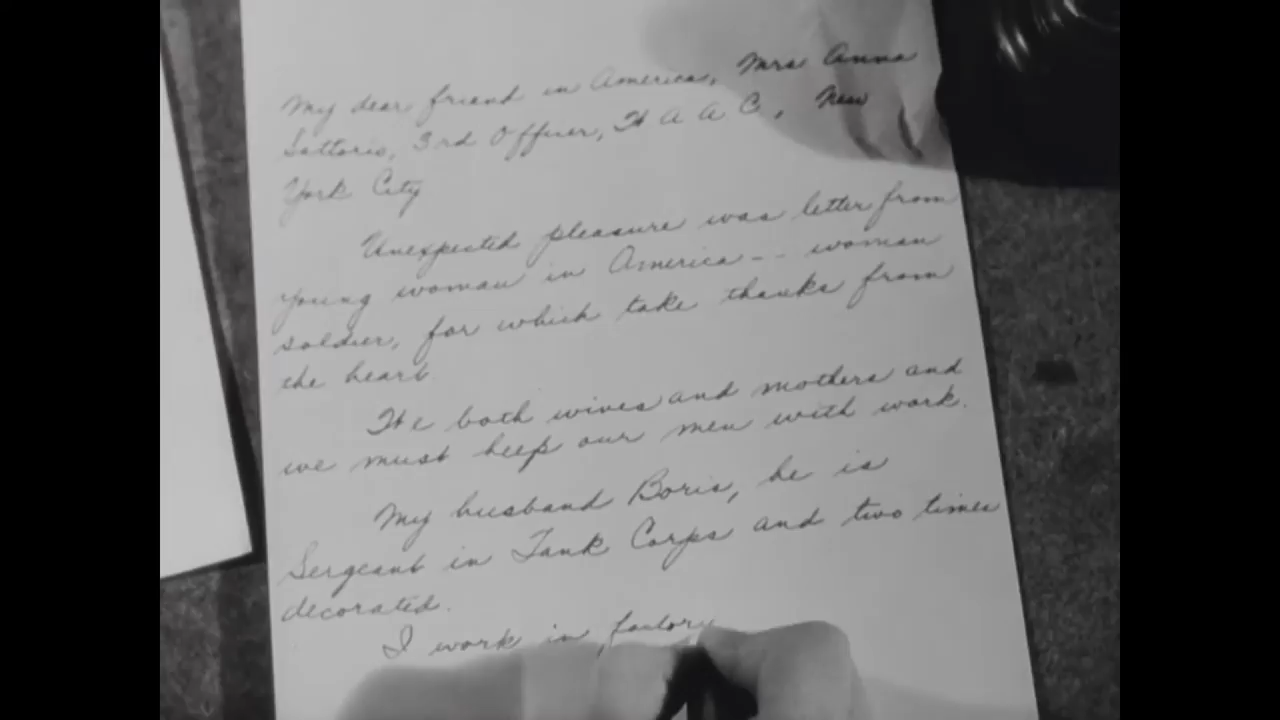 My dear friend in America, Mrs Anna
Sattoris, 3rd Officer, W A A C, New
York City
Unexpected pleasure was letter from
young woman in America -- woman
soldier, for which take thanks from
the heart.
We both wives and mothers and
we must keep our men with work.
My husband Boris, he is
Sergeant in Tank Corps and two times
decorated.
I work in factory